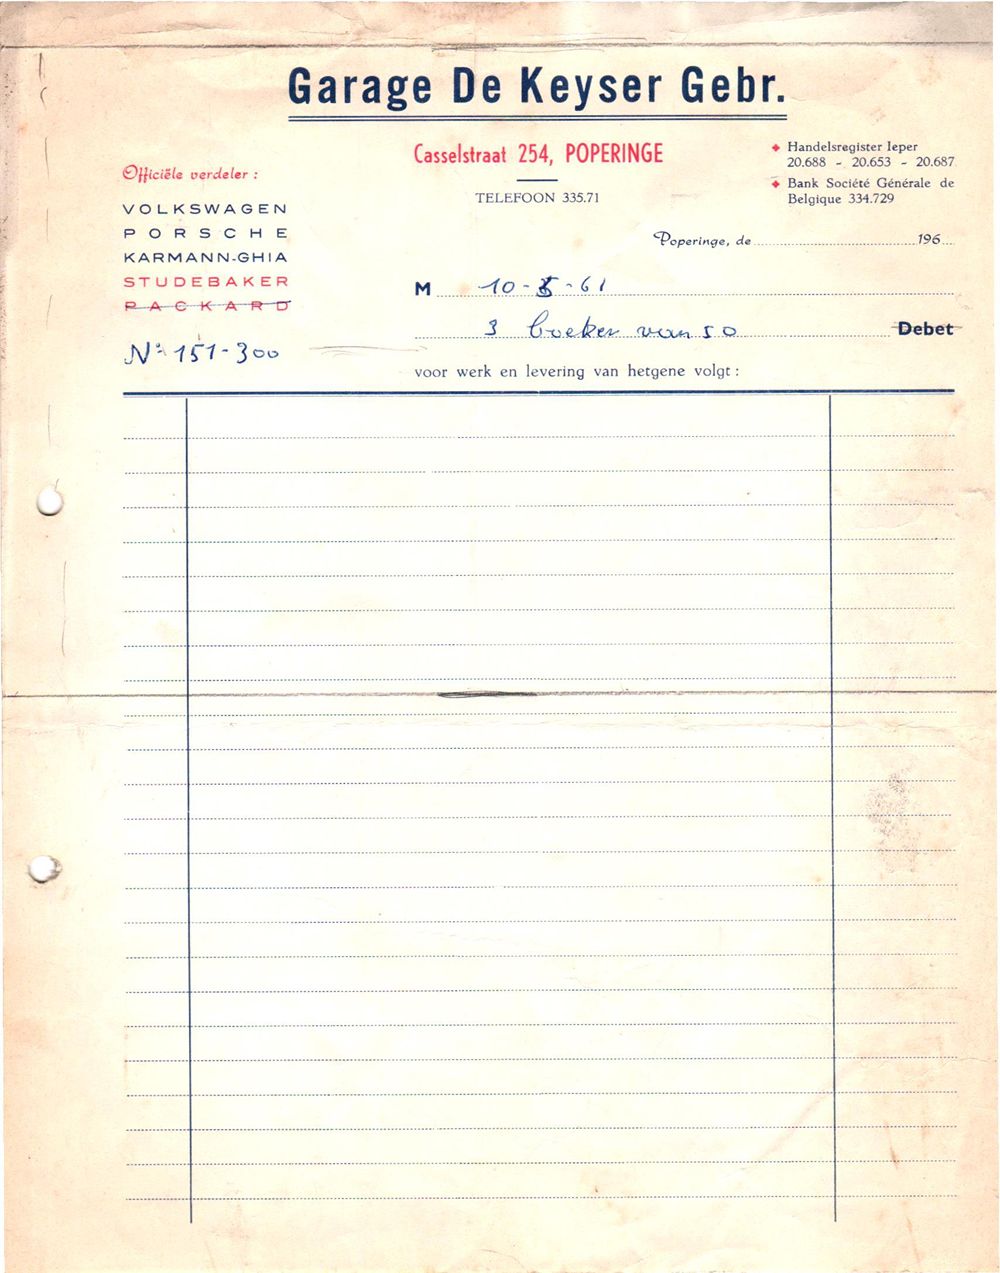 Garage De Keyser Gebr.
Casselstraat 254, POPERINGE
TELEFOON 335.71
Handelsregister Ieper
20.688 - 20.653 - 20.687
Bank Société Générale de
Belgique 334.729
Officiële verdeler :
VOLKSWAGEN
PORSCHE
KARMANN-GHIA
STUDEBAKER
PACKARD
Nº 151-300
Poperinge, de 196
M 10- -61
3 boeken van 50 Debet
voor werk en levering van hetgene volgt :